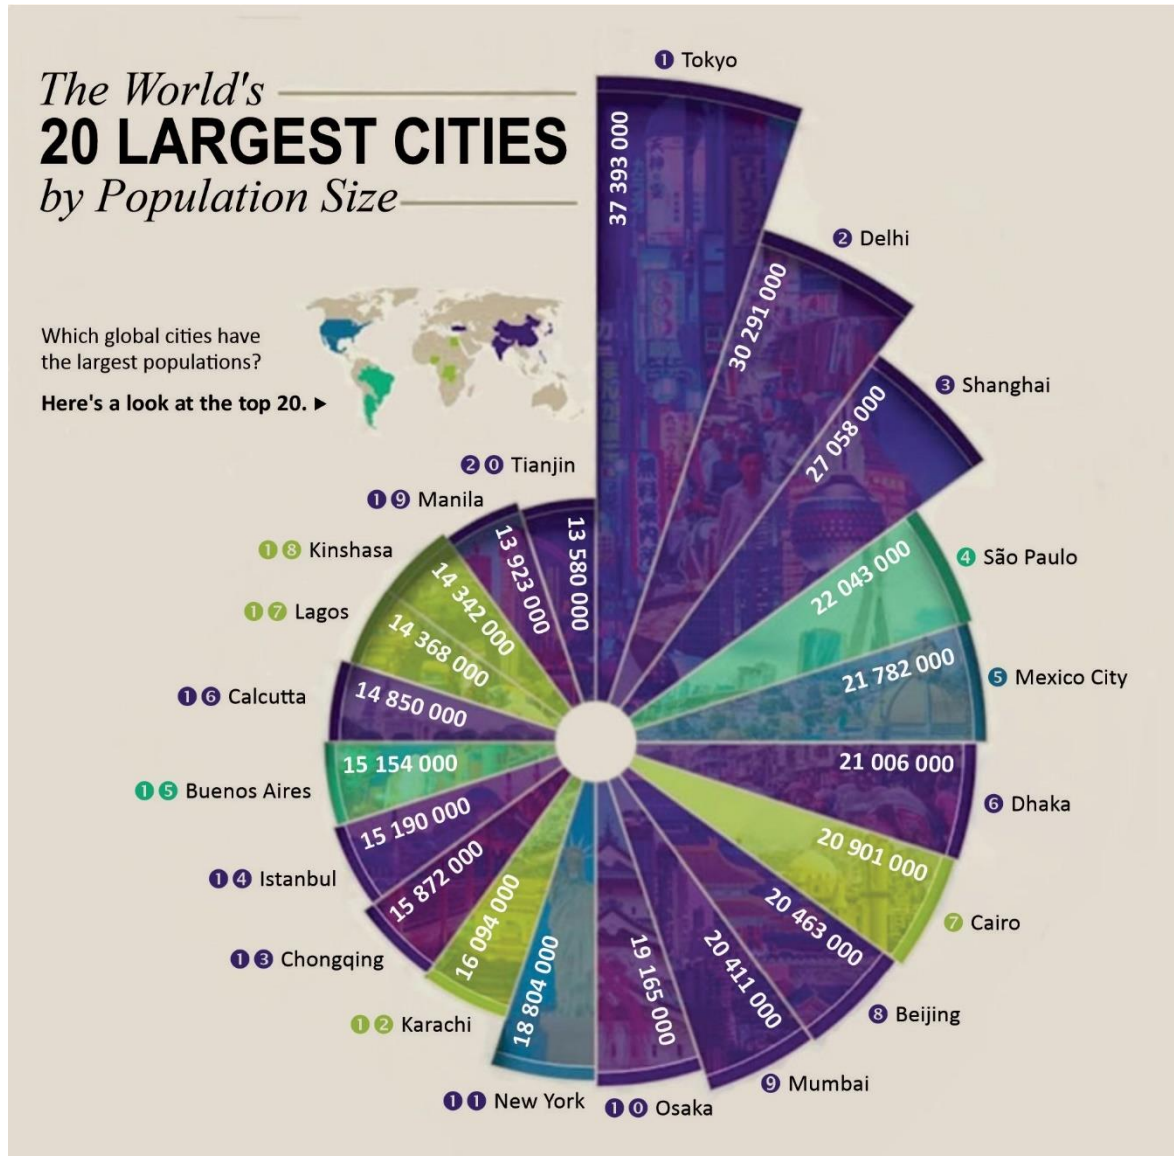 The World's
20 LARGEST CITIES
by Population Size
Which global cities have
the largest populations?
Here's a look at the top 20. ▶
1 Tokyo
37 393 000
2 Delhi
30 291 000
3 Shanghai
27 058 000
4 São Paulo
22 043 000
5 Mexico City
21 782 000
6 Dhaka
21 006 000
7 Cairo
20 901 000
8 Beijing
20 463 000
9 Mumbai
20 411 000
10 Osaka
19 165 000
11 New York
18 804 000
12 Karachi
16 094 000
13 Chongqing
15 872 000
14 Istanbul
15 190 000
15 Buenos Aires
15 154 000
16 Calcutta
14 850 000
17 Lagos
14 368 000
18 Kinshasa
14 342 000
19 Manila
13 923 000
20 Tianjin
13 580 000